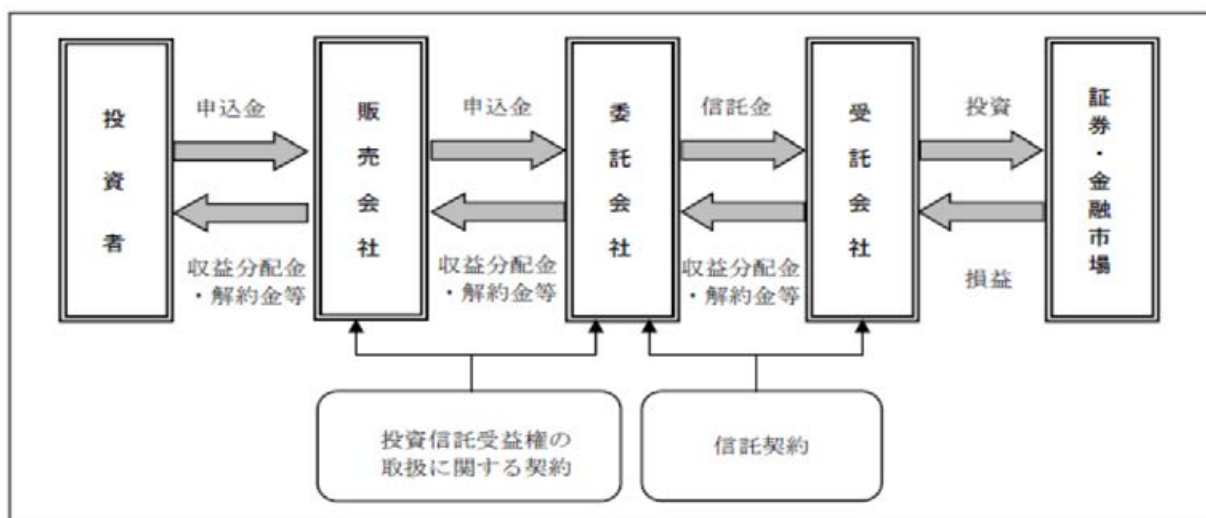 投資者
申込金
収益分配金
・解約金等
販売会社
申込金
収益分配金
・解約金等
委託会社
信託金
収益分配金
・解約金等
受託会社
投資
損益
証券・金融市場
投資信託受益権の
取扱に関する契約
信託契約